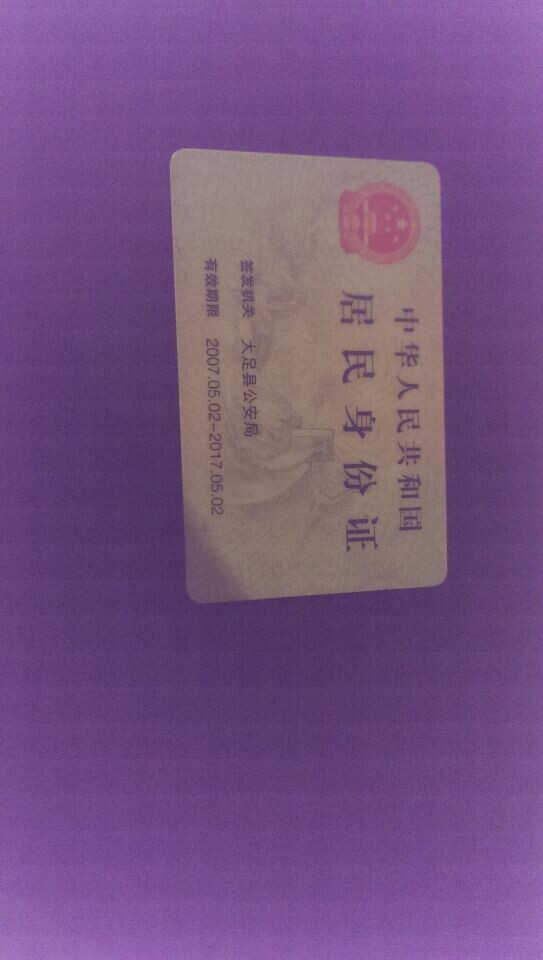 中华人民共和国
居民身份证
签发机关 大足县公安局
有效期限 2007.05.02-2017.05.02